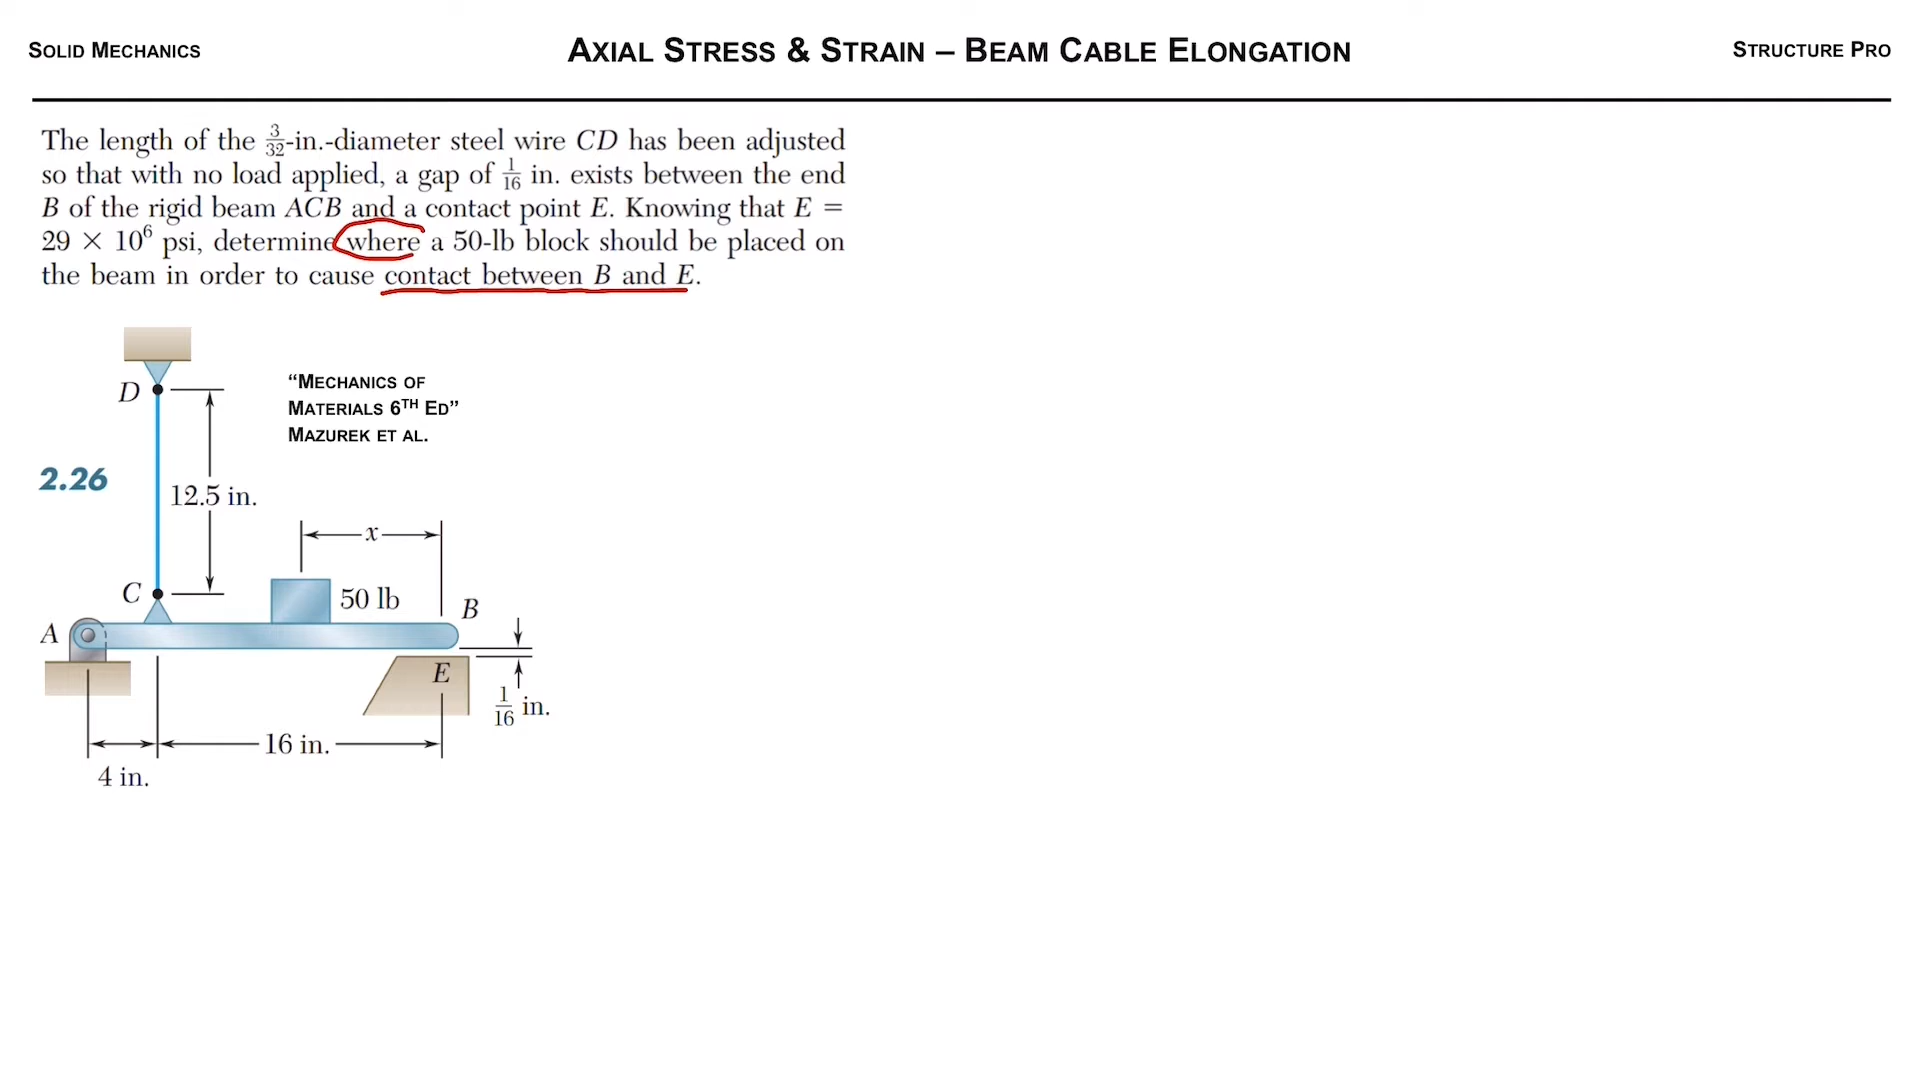 SOLID MECHANICS
AXIAL STRESS & STRAIN – BEAM CABLE ELONGATION
STRUCTURE PRO
The length of the 3/32-in.-diameter steel wire CD has been adjusted
so that with no load applied, a gap of 1/16 in. exists between the end
B of the rigid beam ACB and a contact point E. Knowing that E =
29 × 10⁶ psi, determine where a 50-lb block should be placed on
the beam in order to cause contact between B and E.
D
“MECHANICS OF
MATERIALS 6TH ED”
MAZUREK ET AL.
2.26
12.5 in.
x
C
50 lb
B
A
E
1/16 in.
16 in.
4 in.